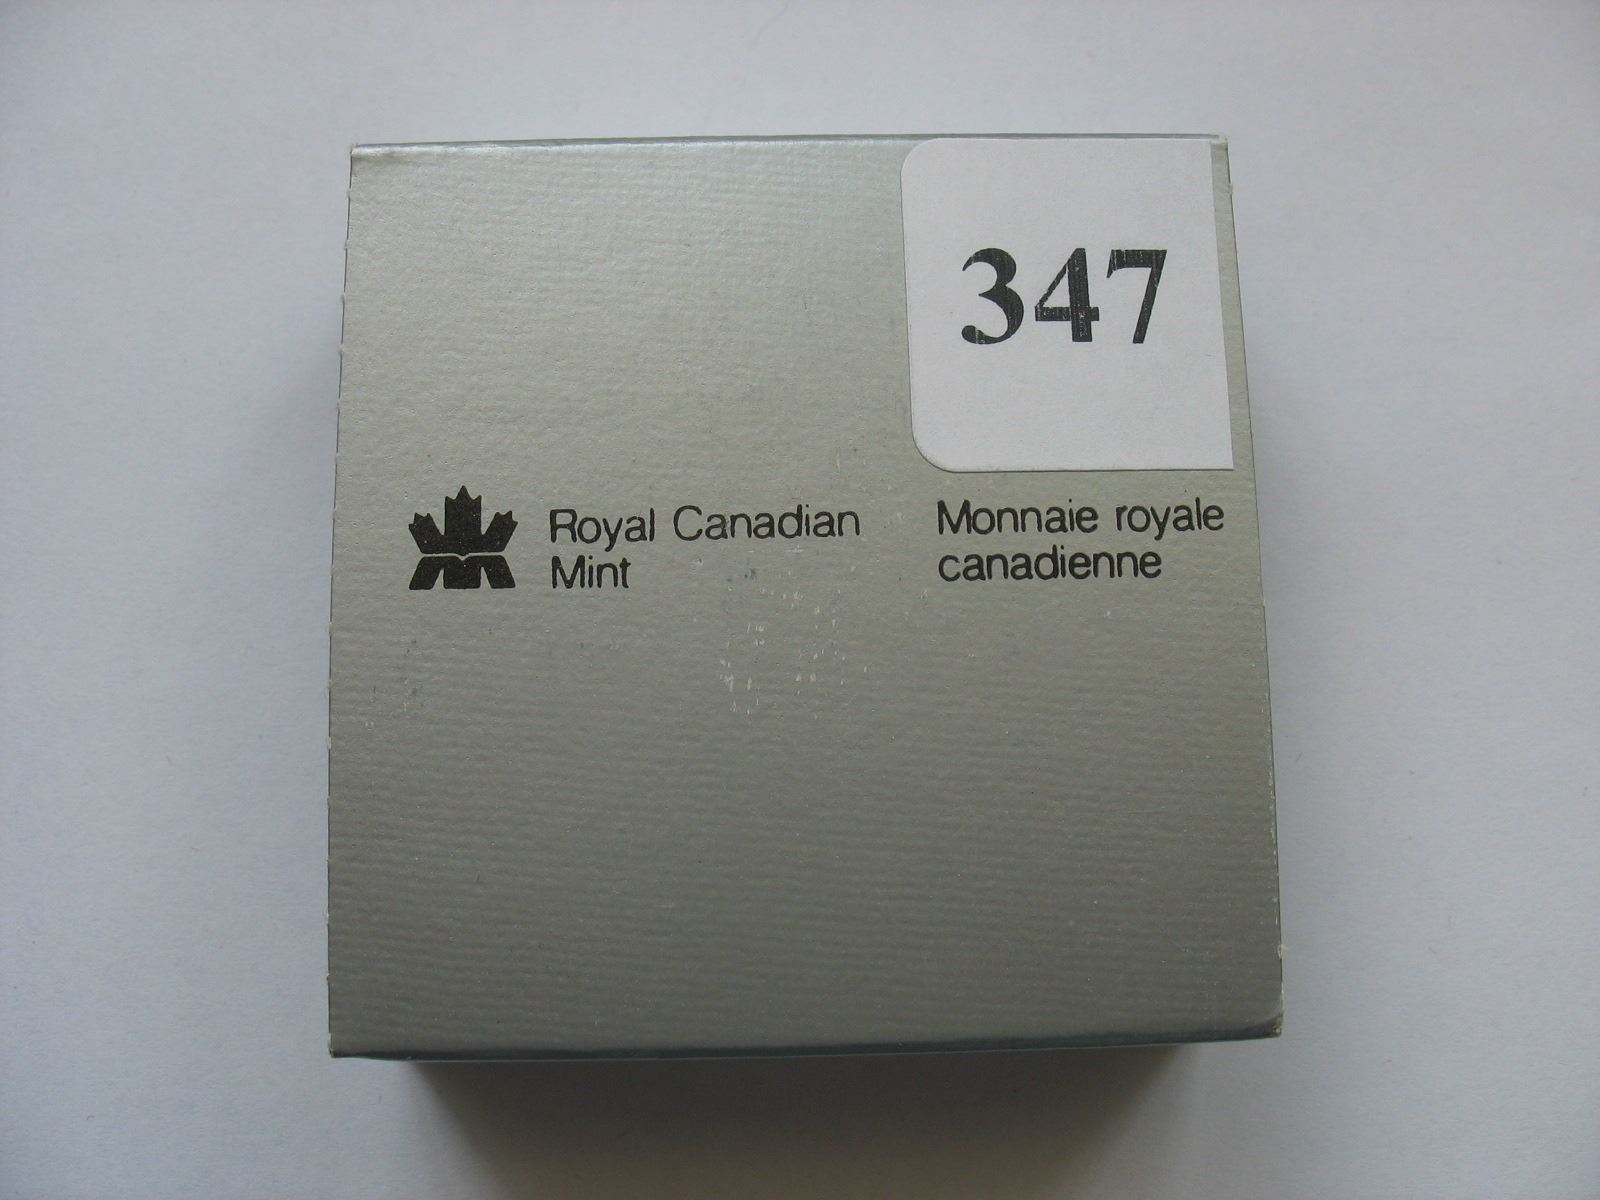 347
Royal Canadian
Mint
Monnaie royale
canadienne